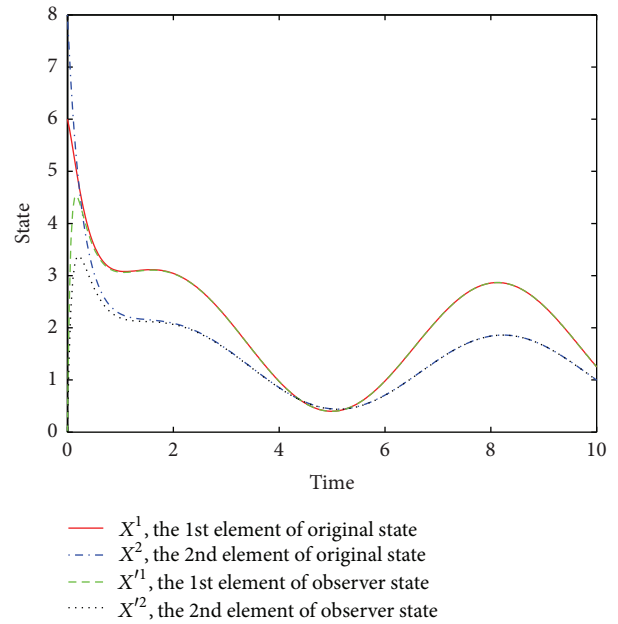 8
7
6
5
4
3
2
1
0
State
0 2 4 6 8 10
Time
X¹, the 1st element of original state
X², the 2nd element of original state
X′¹, the 1st element of observer state
X′², the 2nd element of observer state